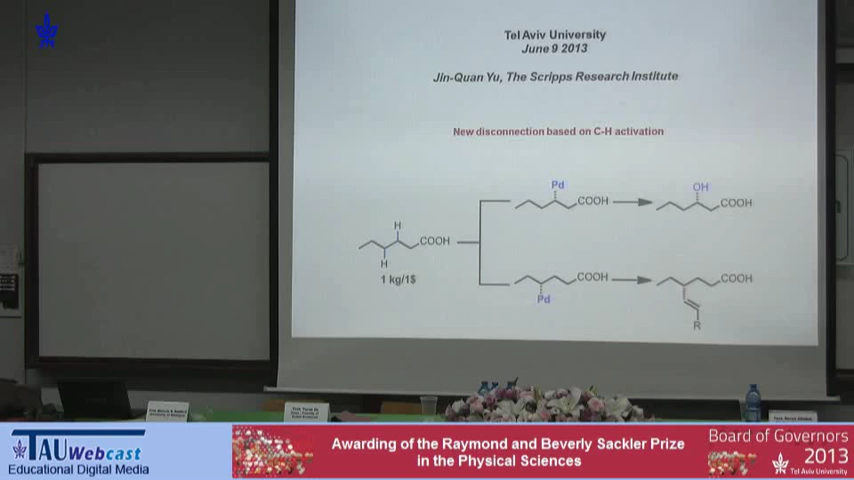 Tel Aviv University
June 9 2013
Jin-Quan Yu, The Scripps Research Institute
New disconnection based on C-H activation
Pd
COOH
OH
COOH
H
COOH
H
1 kg/1$
COOH
Pd
COOH
R
TAU Webcast
Educational Digital Media
Awarding of the Raymond and Beverly Sackler Prize
in the Physical Sciences
Board of Governors
2013
Tel Aviv University